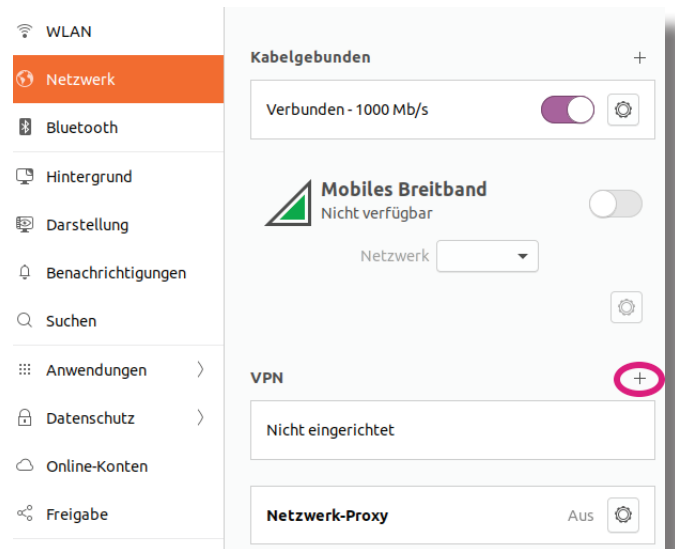 WLAN
Netzwerk
Bluetooth
Hintergrund
Darstellung
Benachrichtigungen
Suchen
Anwendungen
Datenschutz
Online-Konten
Freigabe
Kabelgebunden +
Verbunden - 1000 Mb/s
Mobiles Breitband
Nicht verfügbar
Netzwerk
VPN +
Nicht eingerichtet
Netzwerk-Proxy Aus